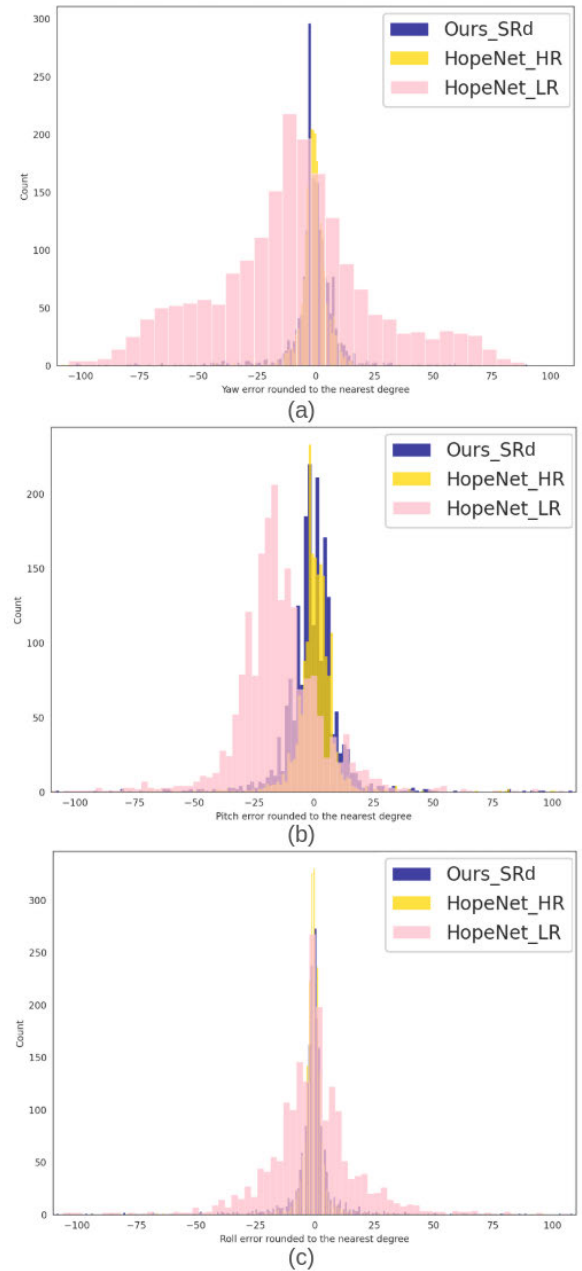 300
250
200
150
100
50
0
Count
Ours_SRd
HopeNet_HR
HopeNet_LR
−100 −75 −50 −25 0 25 50 75 100
Yaw error rounded to the nearest degree
(a)
200
150
100
50
0
Count
Ours_SRd
HopeNet_HR
HopeNet_LR
−100 −75 −50 −25 0 25 50 75 100
Pitch error rounded to the nearest degree
(b)
300
250
200
150
100
50
0
Count
Ours_SRd
HopeNet_HR
HopeNet_LR
−100 −75 −50 −25 0 25 50 75 100
Roll error rounded to the nearest degree
(c)